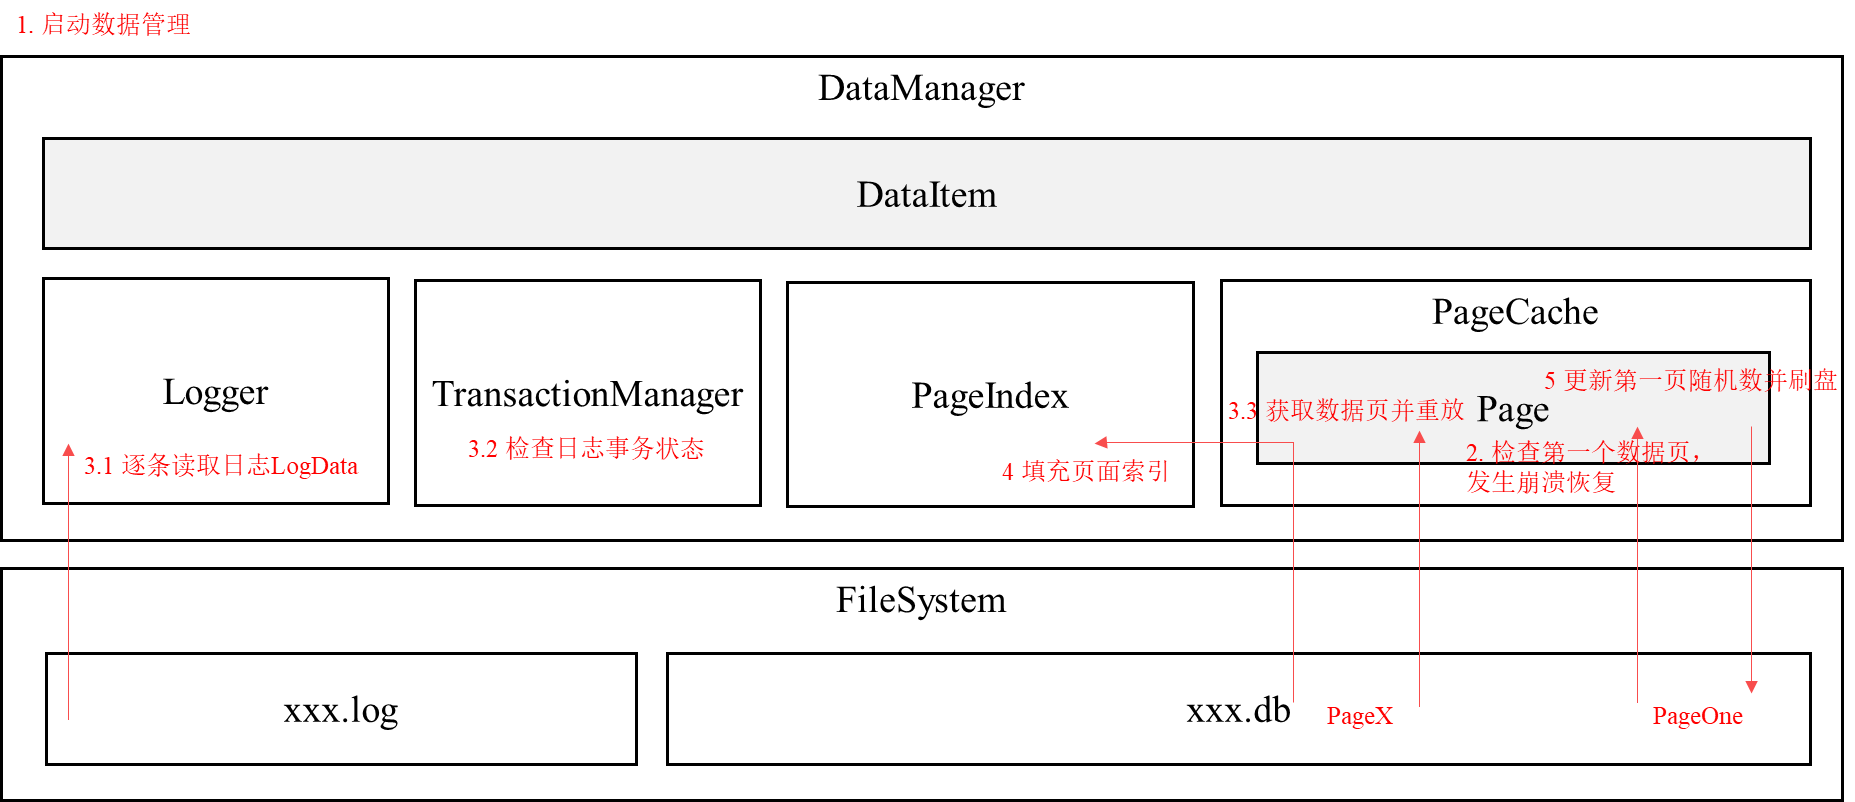 1. 启动数据管理
DataManager
DataItem
Logger
3.1 逐条读取日志LogData
TransactionManager
3.2 检查日志事务状态
PageIndex
4 填充页面索引
PageCache
5 更新第一页随机数并刷盘
3.3 获取数据页并重放
Page
2. 检查第一个数据页，
发生崩溃恢复
FileSystem
xxx.log
xxx.db
PageX
PageOne